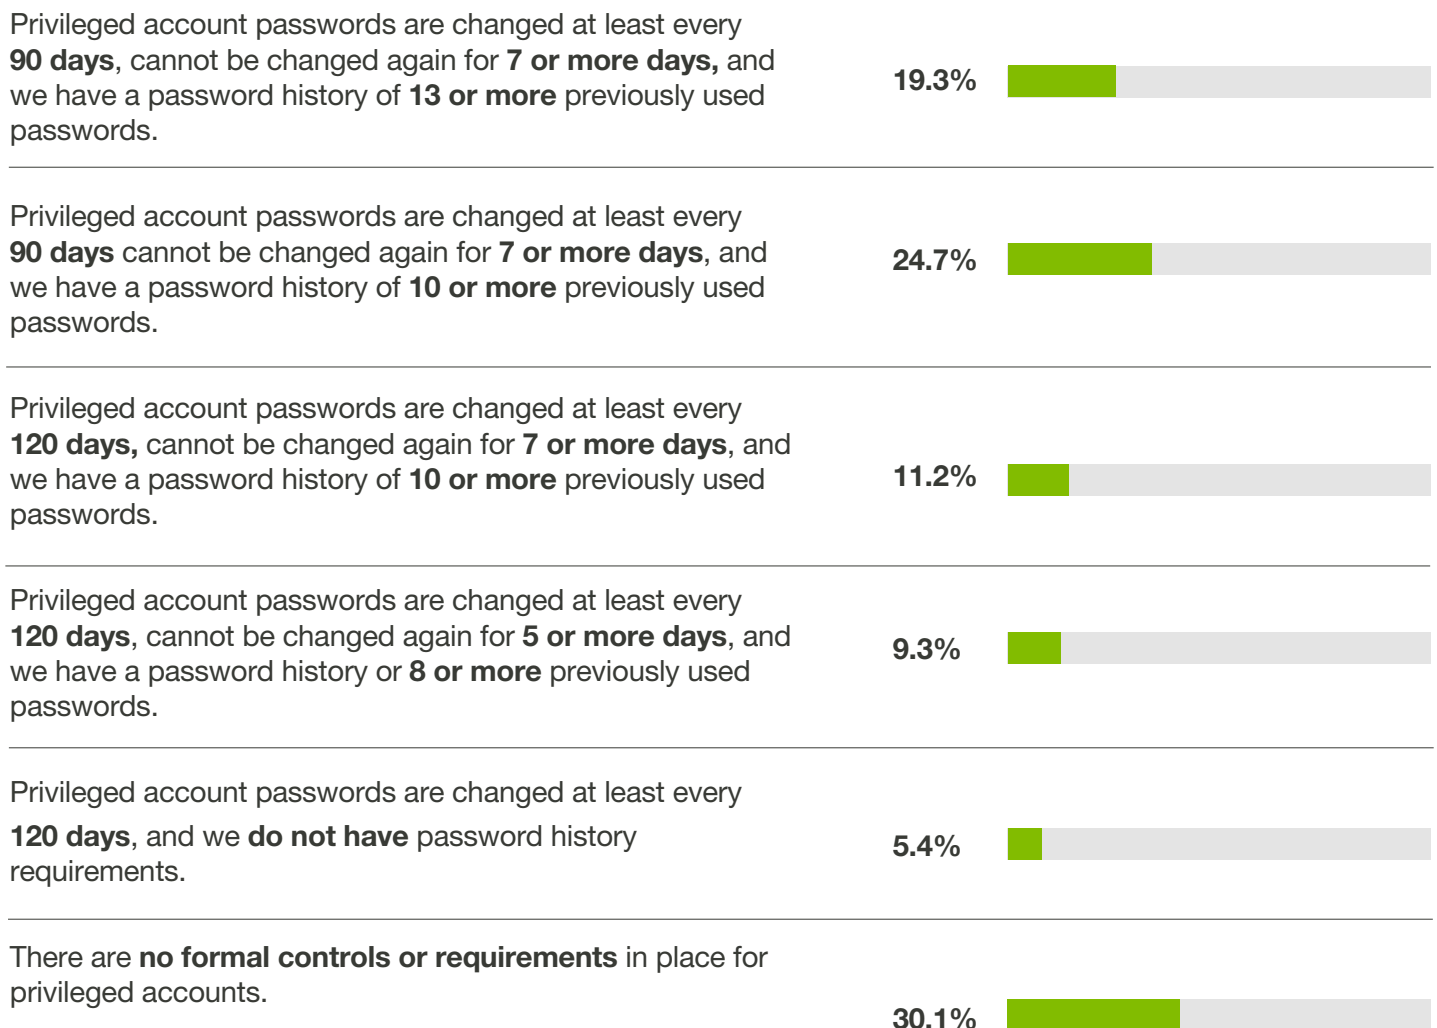 Privileged account passwords are changed at least every
90 days, cannot be changed again for 7 or more days, and
we have a password history of 13 or more previously used
passwords.
19.3%
Privileged account passwords are changed at least every
90 days cannot be changed again for 7 or more days, and
we have a password history of 10 or more previously used
passwords.
24.7%
Privileged account passwords are changed at least every
120 days, cannot be changed again for 7 or more days, and
we have a password history of 10 or more previously used
passwords.
11.2%
Privileged account passwords are changed at least every
120 days, cannot be changed again for 5 or more days, and
we have a password history or 8 or more previously used
passwords.
9.3%
Privileged account passwords are changed at least every
120 days, and we do not have password history
requirements.
5.4%
There are no formal controls or requirements in place for
privileged accounts.
30.1%